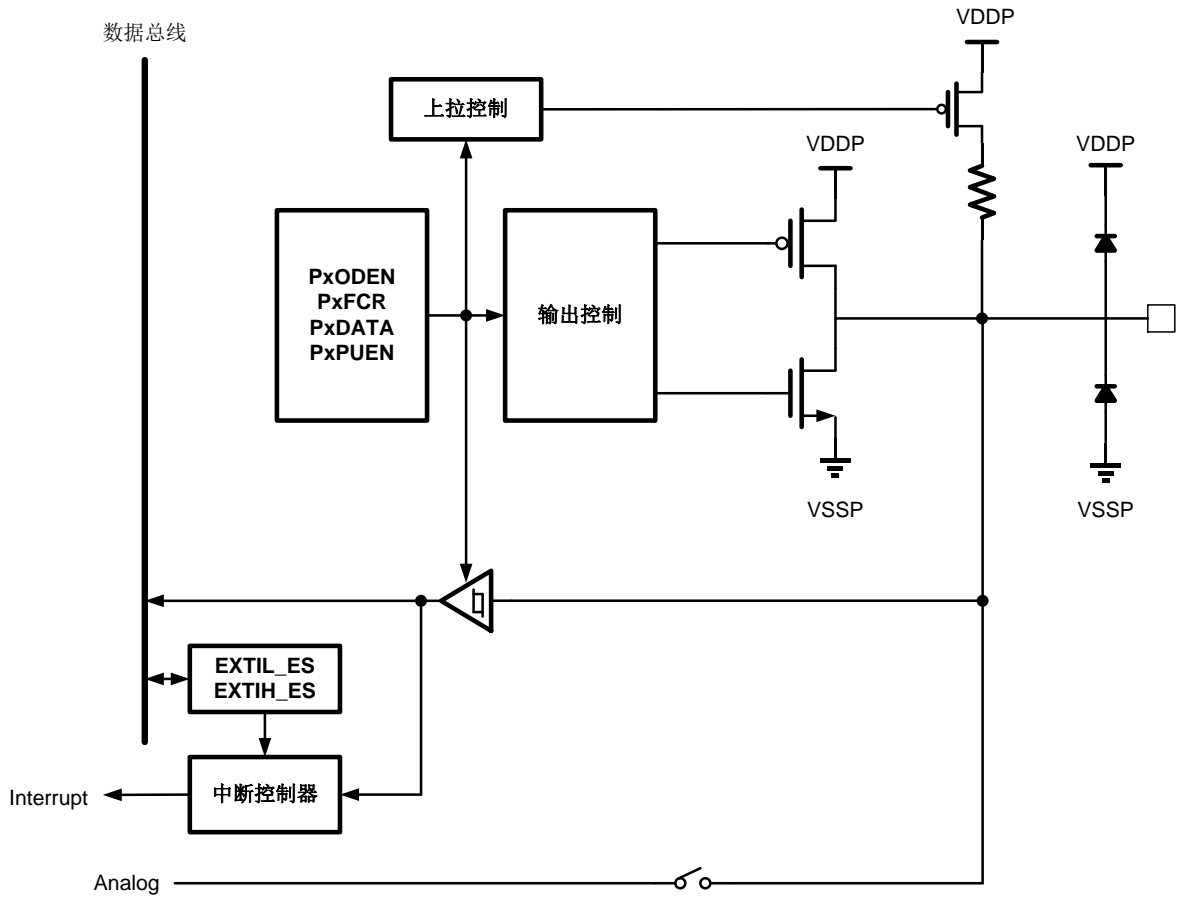 数据总线
VDDP
上拉控制
VDDP
VDDP
PxODEN
PxFCR
PxDATA
PxPUEN
输出控制
VSSP
VSSP
EXTIL_ES
EXTIH_ES
中断控制器
Interrupt
Analog